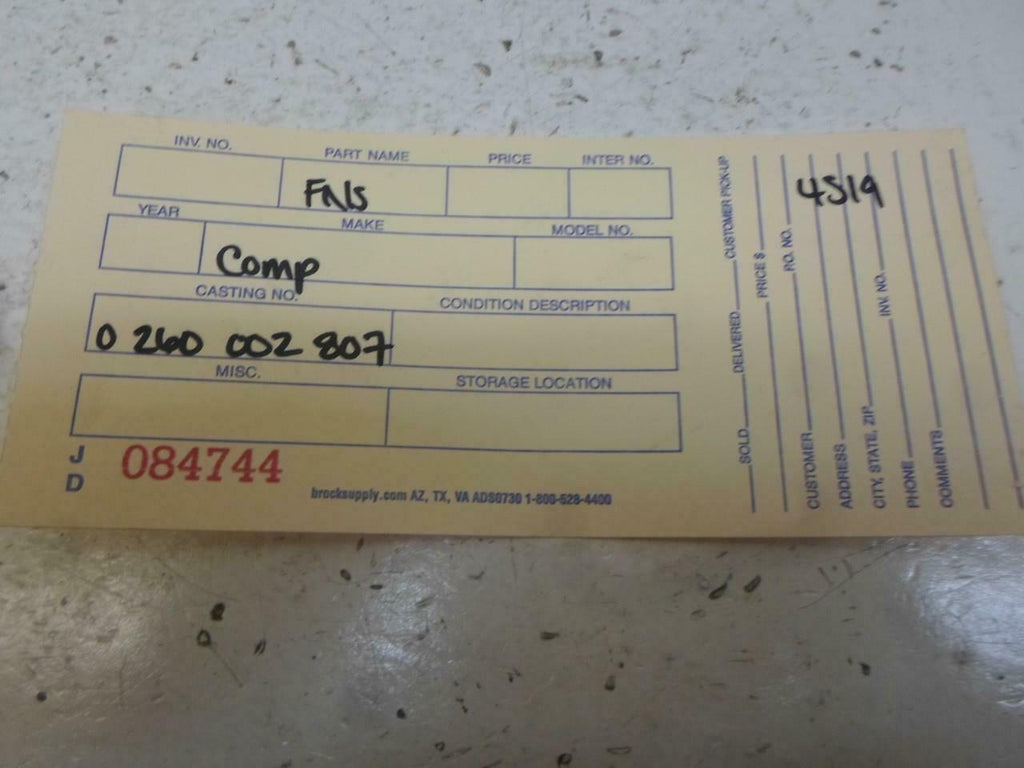 INV. NO. PART NAME PRICE INTER NO.
FNIS
YEAR MAKE MODEL NO.
Comp
CASTING NO. CONDITION DESCRIPTION
0 260 002 807
MISC. STORAGE LOCATION
J
D
084744
brocksupply.com AZ, TX, VA ADS0730 1-800-528-4400
SOLD DELIVERED CUSTOMER PICK-UP
PRICE $
P.O. NO.
CUSTOMER
ADDRESS
CITY, STATE, ZIP INV. NO.
PHONE
COMMENTS
4519